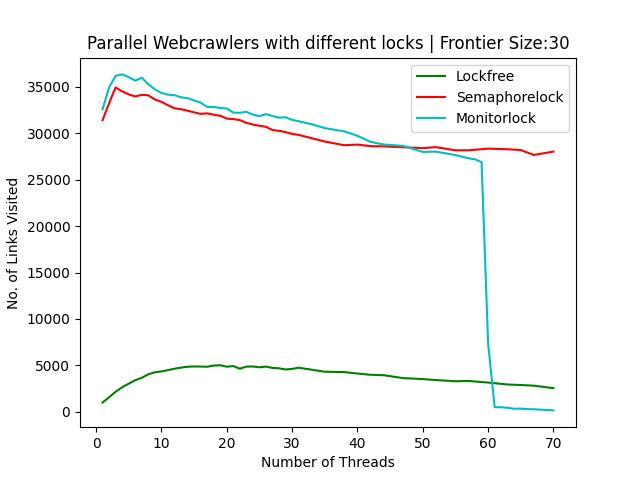 Parallel Webcrawlers with different locks | Frontier Size:30
Lockfree
Semaphorelock
Monitorlock
35000
30000
25000
20000
15000
10000
5000
0
No. of Links Visited
0 10 20 30 40 50 60 70
Number of Threads